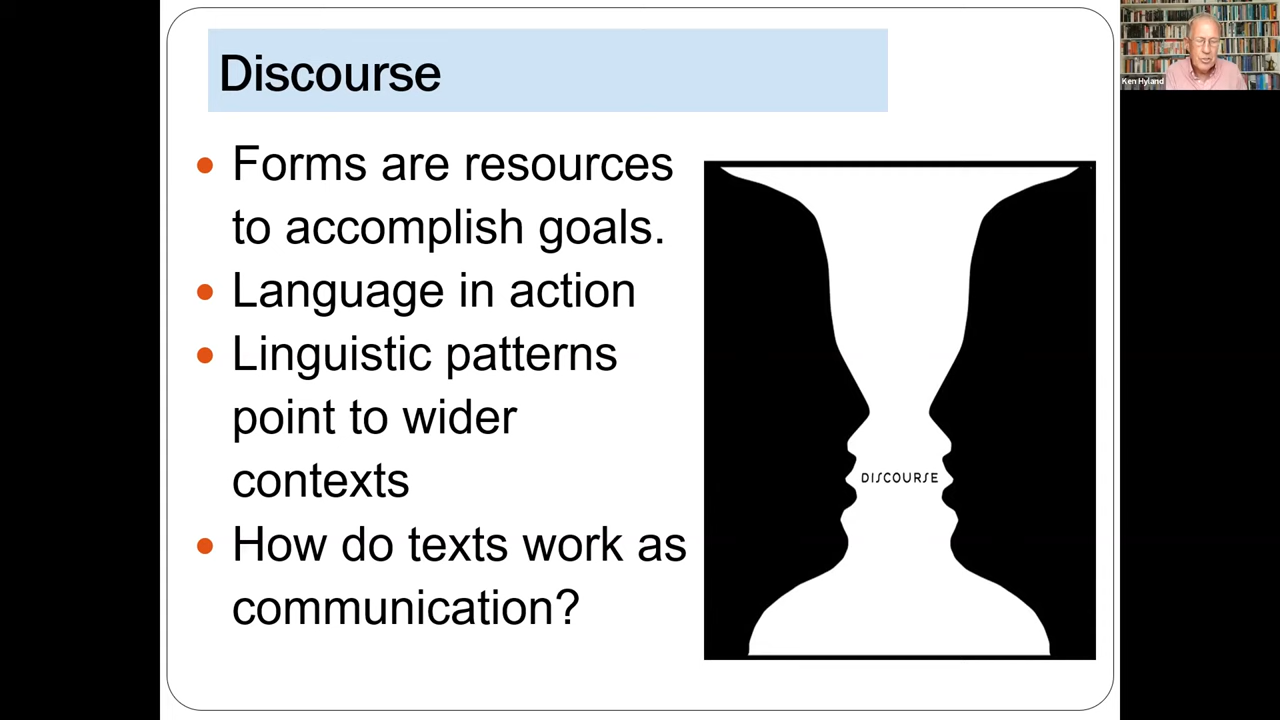 Discourse
Forms are resources
to accomplish goals.
Language in action
Linguistic patterns
point to wider
contexts
How do texts work as
communication?
DISCOURSE
Ken Hyland